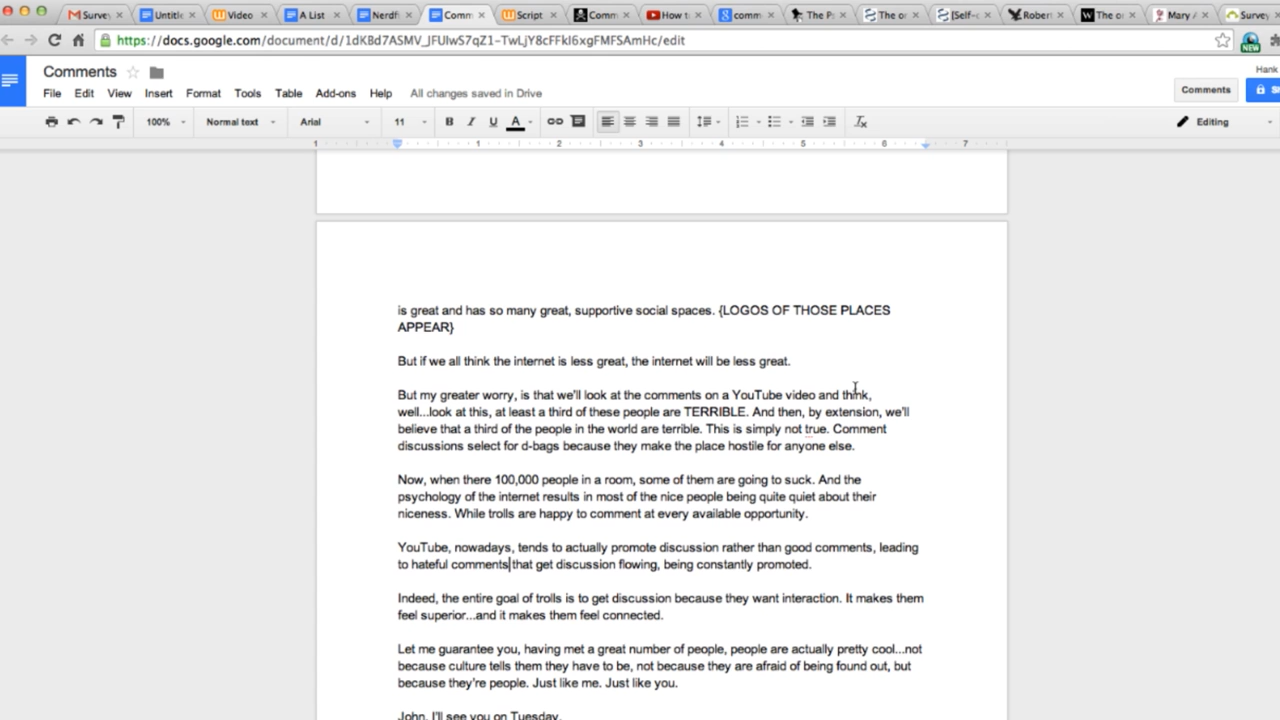 Survey
Untitle
Video
A List
Nerdfi
Comm
Script
Comm
How t
comm
The P
The o
[Self-
Rober
The o
Mary
Survey
https://docs.google.com/document/d/1dKBd7ASMV_JFUlwS7qZ1-TwLjY8cFFkl6xgFMFSAmHc/edit
NEW
Comments
Hank
File Edit View Insert Format Tools Table Add-ons Help All changes saved in Drive
Comments
100% Normal text Arial 11 B I U A Editing
1 1 2 3 4 5 6 7
is great and has so many great, supportive social spaces. {LOGOS OF THOSE PLACES
APPEAR}
But if we all think the internet is less great, the internet will be less great.
But my greater worry, is that we'll look at the comments on a YouTube video and think,
well...look at this, at least a third of these people are TERRIBLE. And then, by extension, we'll
believe that a third of the people in the world are terrible. This is simply not true. Comment
discussions select for d-bags because they make the place hostile for anyone else.
Now, when there 100,000 people in a room, some of them are going to suck. And the
psychology of the internet results in most of the nice people being quite quiet about their
niceness. While trolls are happy to comment at every available opportunity.
YouTube, nowadays, tends to actually promote discussion rather than good comments, leading
to hateful comments that get discussion flowing, being constantly promoted.
Indeed, the entire goal of trolls is to get discussion because they want interaction. It makes them
feel superior...and it makes them feel connected.
Let me guarantee you, having met a great number of people, people are actually pretty cool...not
because culture tells them they have to be, not because they are afraid of being found out, but
because they're people. Just like me. Just like you.
John, I'll see you on Tuesday.